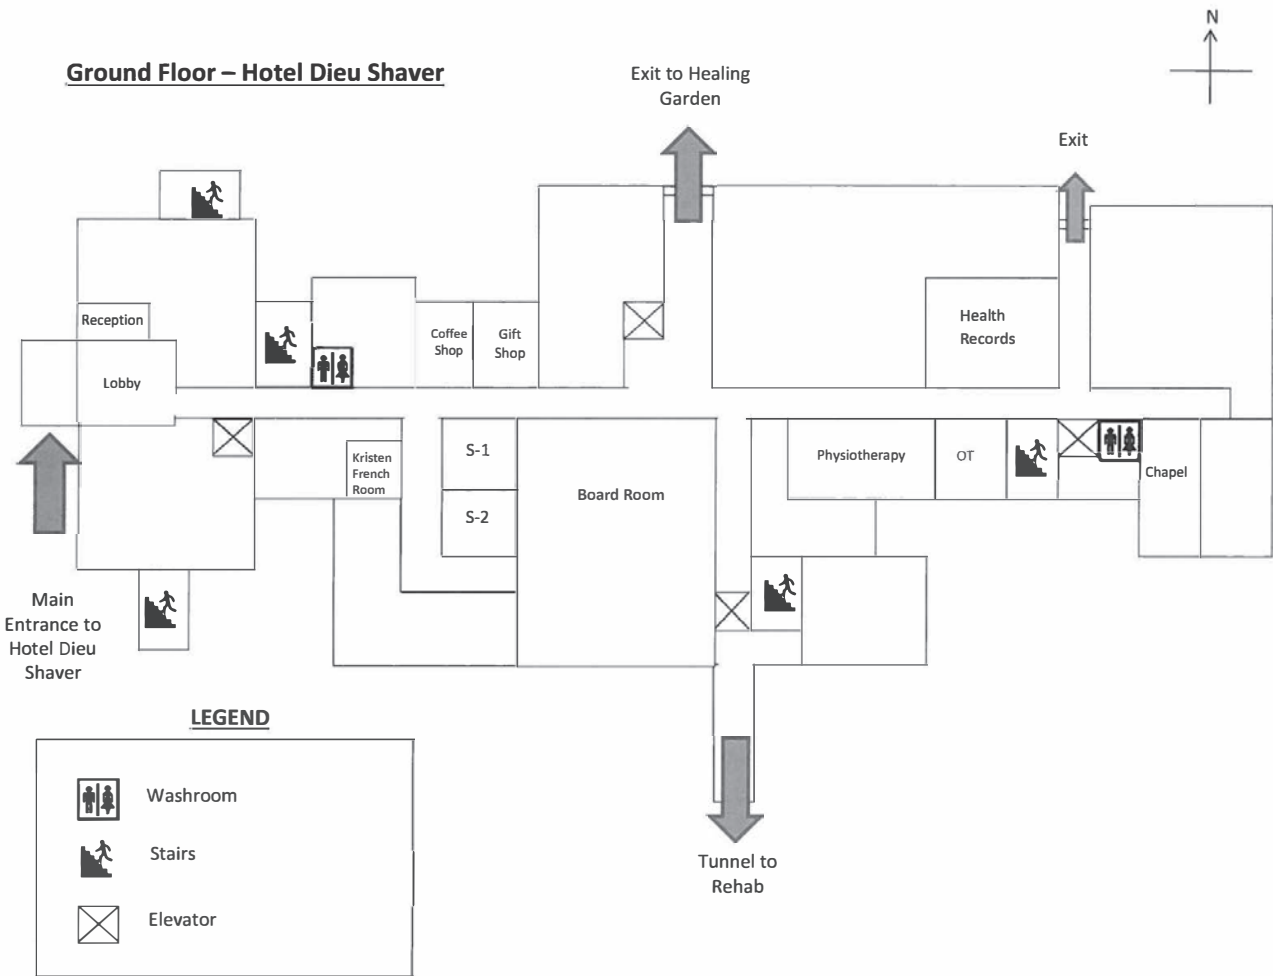 N
Ground Floor – Hotel Dieu Shaver
Exit to Healing
Garden
Exit
Reception
Lobby
Coffee
Shop
Gift
Shop
Health
Records
Kristen
French
Room
S-1
S-2
Board Room
Physiotherapy
OT
Chapel
Main
Entrance to
Hotel Dieu
Shaver
LEGEND
Washroom
Stairs
Elevator
Tunnel to
Rehab